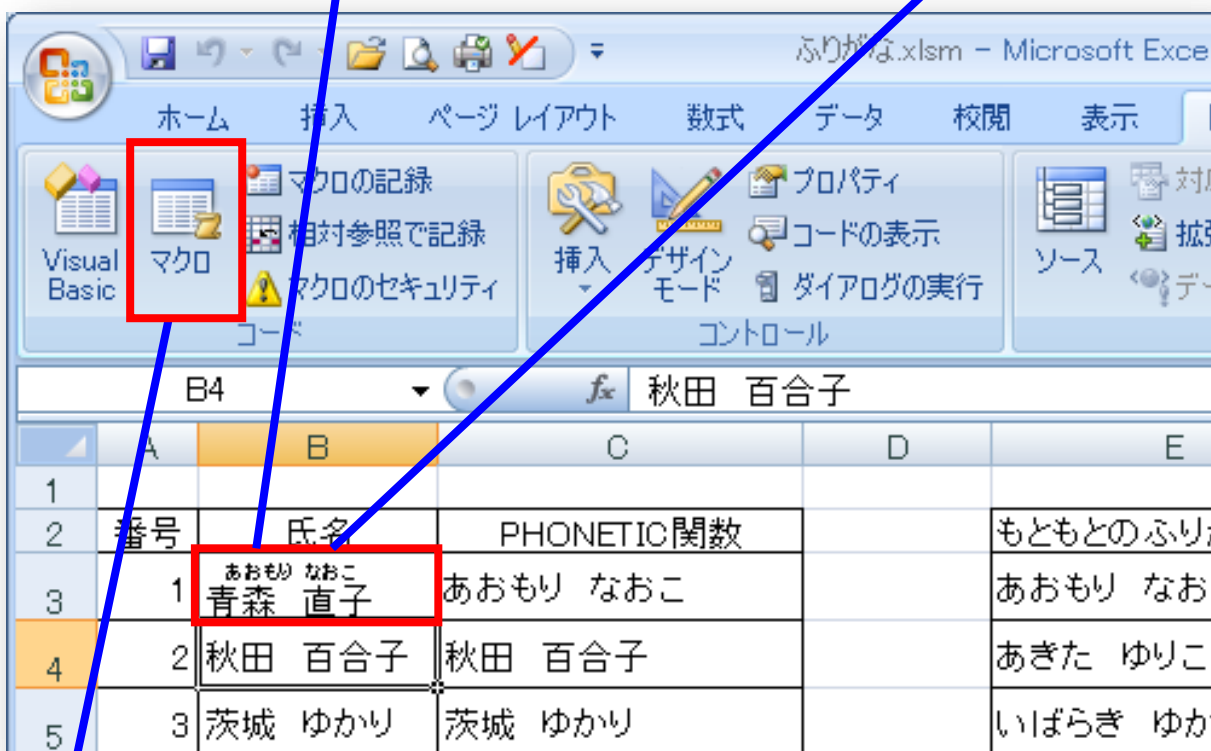 ふりがな.xlsm - Microsoft Exce
ホーム 挿入 ページ レイアウト 数式 データ 校閲 表示
Visual Basic
マクロ
マクロの記録
相対参照で記録
マクロのセキュリティ
コード
挿入
デザイン モード
プロパティ
コードの表示
ダイアログの実行
コントロール
ソース
B4 fx 秋田 百合子
A B C D E
1
2 番号 氏名 PHONETIC関数 もともとのふり
あおもり なおこ
3 1 青森 直子 あおもり なおこ あおもり なお
4 2 秋田 百合子 秋田 百合子 あきた ゆりこ
5 3 茨城 ゆかり 茨城 ゆかり いばらき ゆか